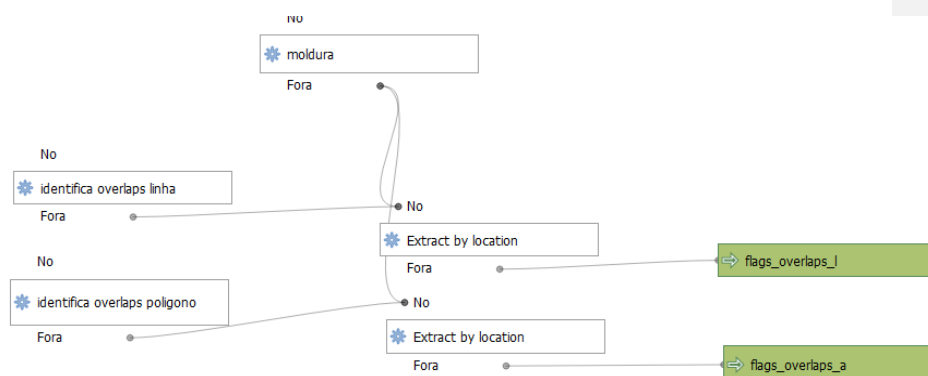 No
moldura
Fora
No
identifica overlaps linha
Fora
No
Extract by location
Fora
flags_overlaps_l
No
identifica overlaps poligono
Fora
No
Extract by location
Fora
flags_overlaps_a